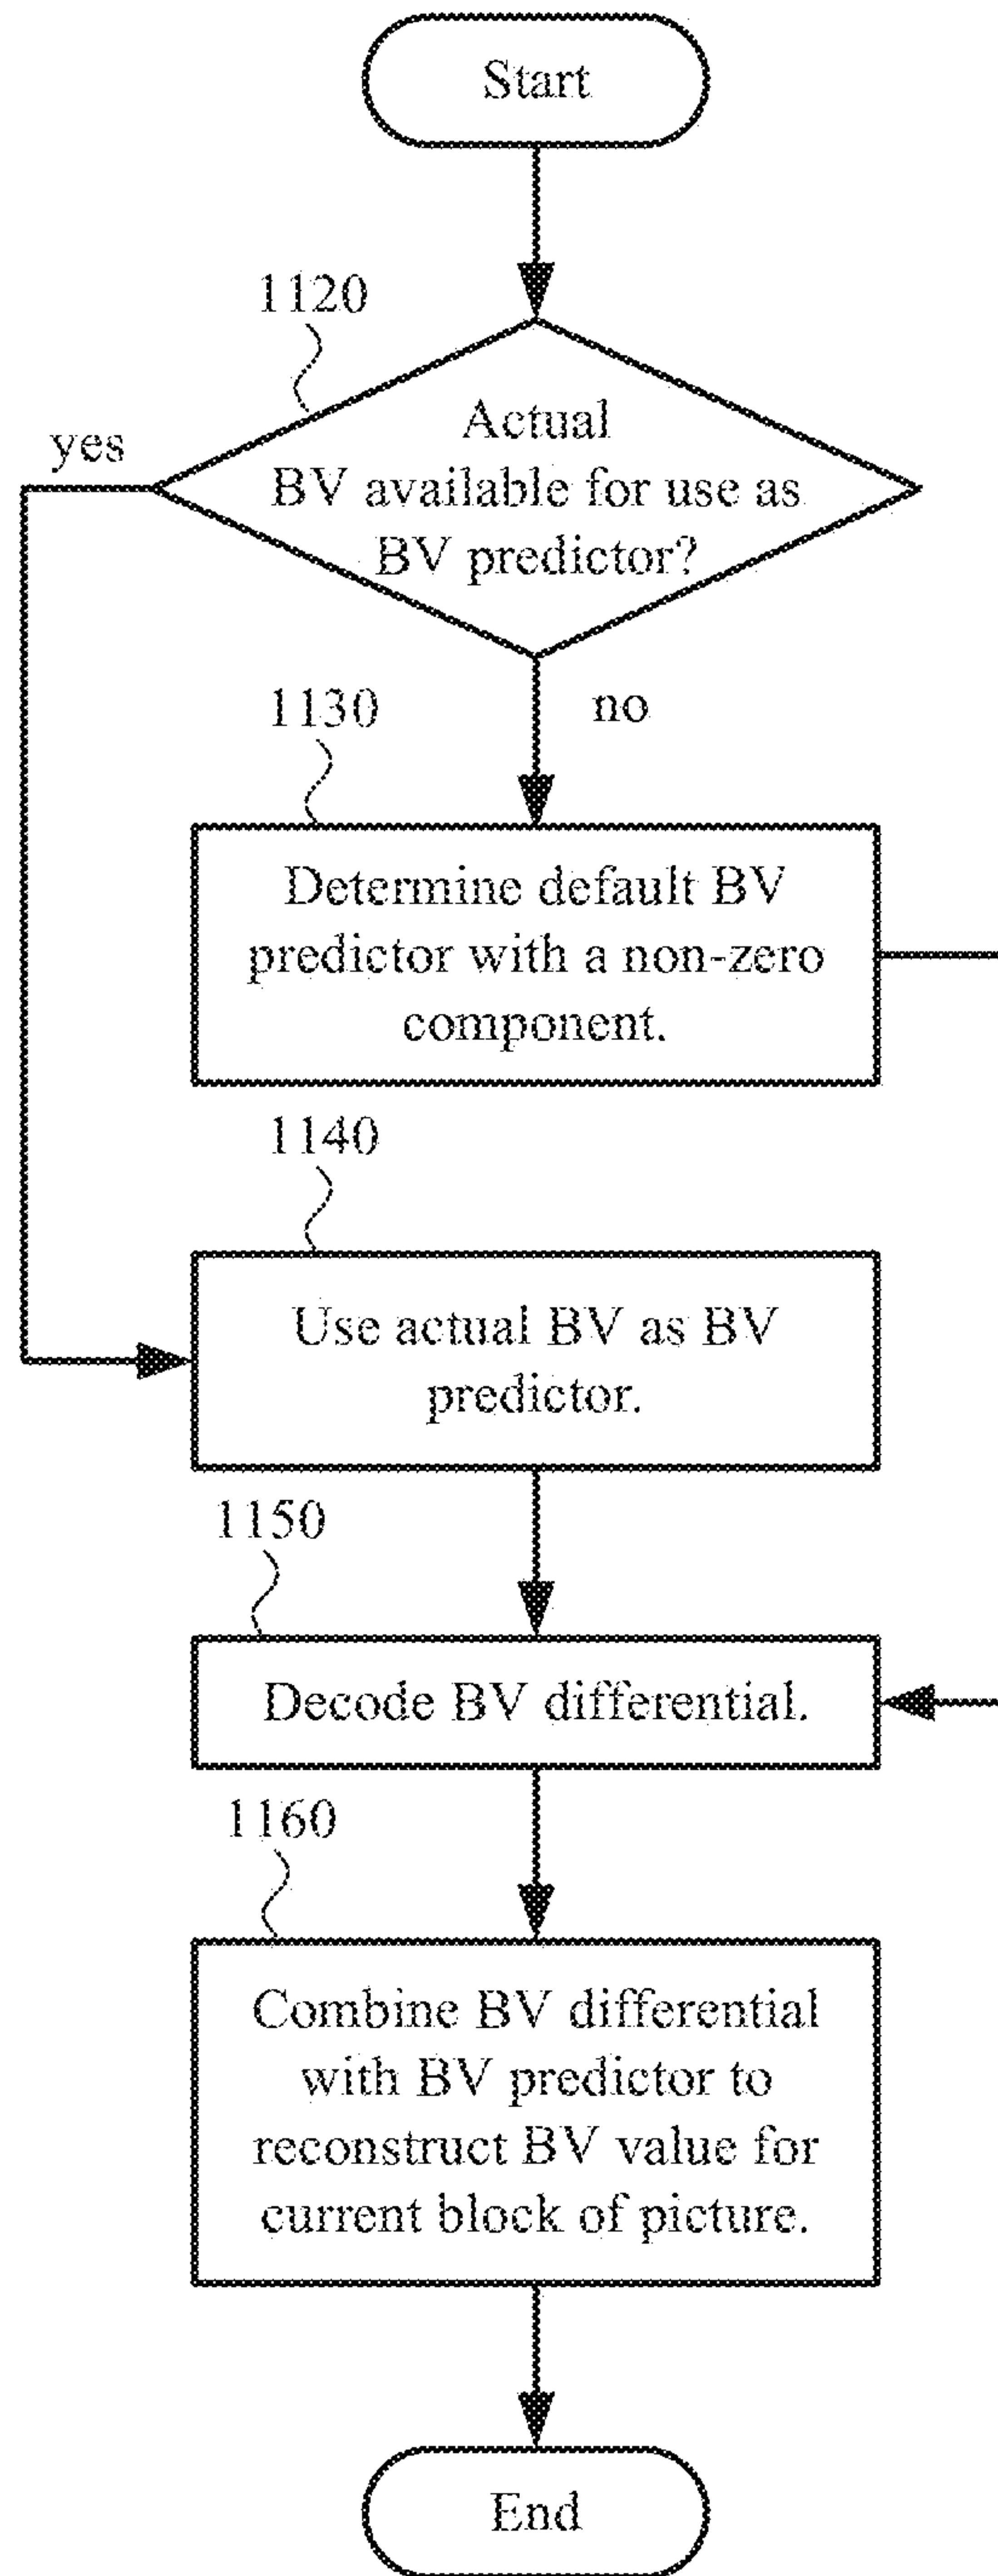 Start
1120
yes
Actual
BV available for use as
BV predictor?
no
1130
Determine default BV
predictor with a non-zero
component.
1140
Use actual BV as BV
predictor.
1150
Decode BV differential.
1160
Combine BV differential
with BV predictor to
reconstruct BV value for
current block of picture.
End